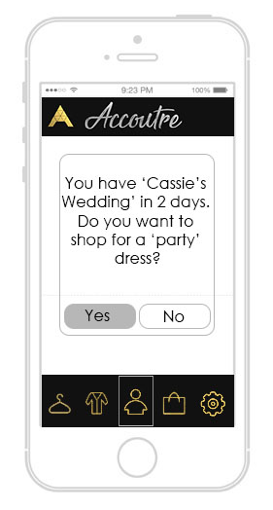 9:23 PM
100%
A Accoutre
You have ‘Cassie’s
Wedding’ in 2 days.
Do you want to
shop for a ‘party’
dress?
Yes
No